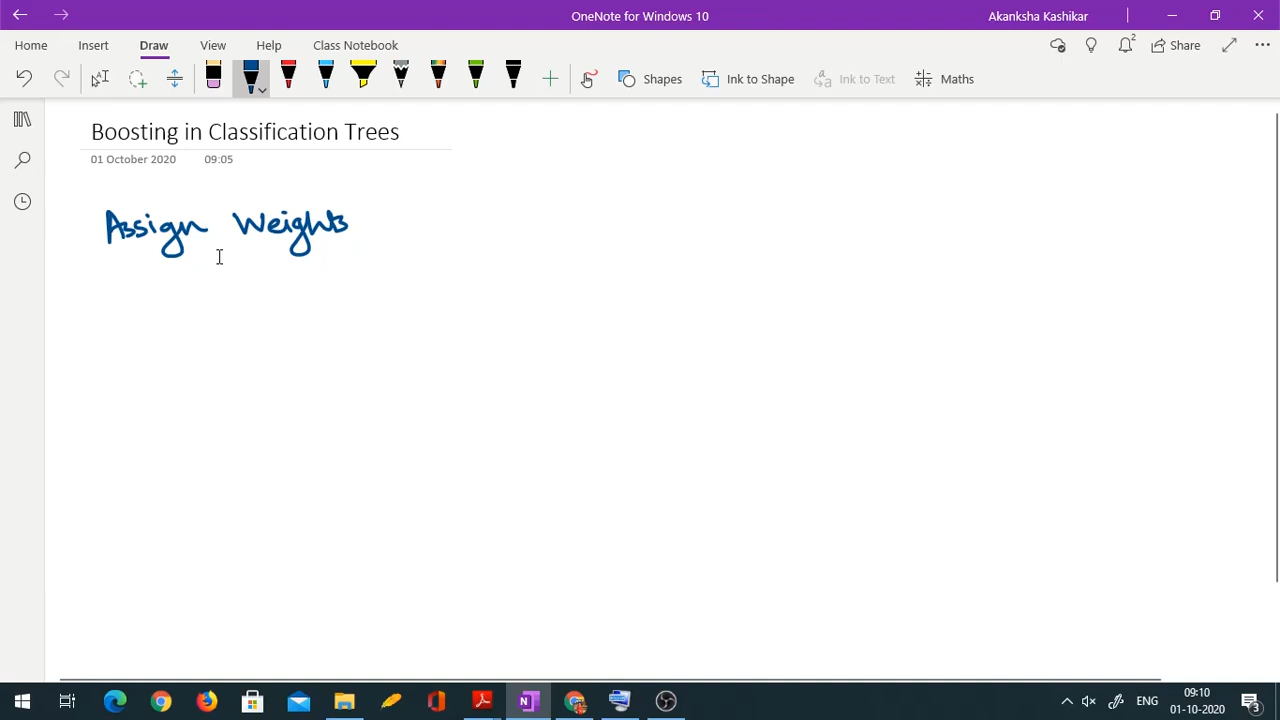 OneNote for Windows 10
Akanksha Kashikar
Home Insert Draw View Help Class Notebook Share
Shapes Ink to Shape Ink to Text Maths
Boosting in Classification Trees
01 October 2020 09:05
Assign Weights
ENG
09:10
01-10-2020